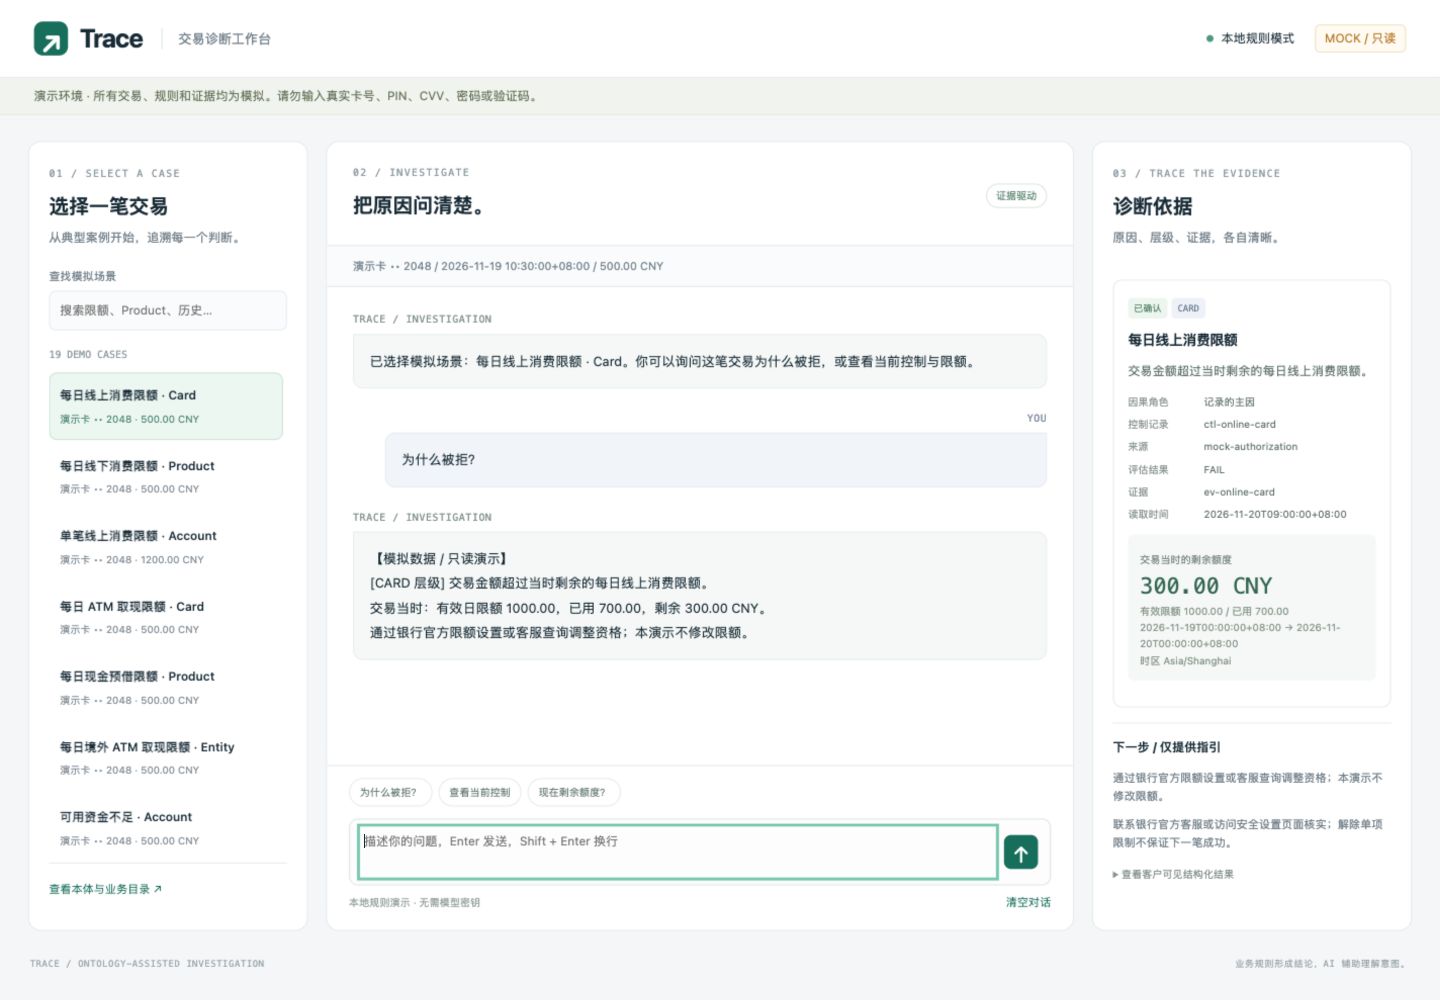 Trace
交易诊断工作台
本地规则模式
MOCK / 只读
演示环境 · 所有交易、规则和证据均为模拟。请勿输入真实卡号、PIN、CVV、密码或验证码。
01 / SELECT A CASE
选择一笔交易
从典型案例开始，追溯每一个判断。
查找模拟场景
搜索限额、Product、历史...
19 DEMO CASES
每日线上消费限额 · Card
演示卡 •• 2048 · 500.00 CNY
每日线下消费限额 · Product
演示卡 •• 2048 · 500.00 CNY
单笔线上消费限额 · Account
演示卡 •• 2048 · 1200.00 CNY
每日 ATM 取现限额 · Card
演示卡 •• 2048 · 500.00 CNY
每日现金预借限额 · Product
演示卡 •• 2048 · 500.00 CNY
每日境外 ATM 取现限额 · Entity
演示卡 •• 2048 · 500.00 CNY
可用资金不足 · Account
演示卡 •• 2048 · 500.00 CNY
查看本体与业务目录 ↗
02 / INVESTIGATE
把原因问清楚。
证据驱动
演示卡 •• 2048 / 2026-11-19 10:30:00+08:00 / 500.00 CNY
TRACE / INVESTIGATION
已选择模拟场景：每日线上消费限额 · Card。你可以询问这笔交易为什么被拒，或查看当前控制与限额。
YOU
为什么被拒？
TRACE / INVESTIGATION
【模拟数据 / 只读演示】
[CARD 层级] 交易金额超过当时剩余的每日线上消费限额。
交易当时：有效日限额 1000.00，已用 700.00，剩余 300.00 CNY。
通过银行官方限额设置或客服查询调整资格；本演示不修改限额。
为什么被拒？
查看当前控制
现在剩余额度？
描述你的问题，Enter 发送，Shift + Enter 换行
本地规则演示 · 无需模型密钥
清空对话
03 / TRACE THE EVIDENCE
诊断依据
原因、层级、证据，各自清晰。
已确认
CARD
每日线上消费限额
交易金额超过当时剩余的每日线上消费限额。
因果角色 记录的主因
控制记录 ctl-online-card
来源 mock-authorization
评估结果 FAIL
证据 ev-online-card
读取时间 2026-11-20T09:00:00+08:00
交易当时的剩余额度
300.00 CNY
有效限额 1000.00 / 已用 700.00
2026-11-19T00:00:00+08:00 → 2026-11-
20T00:00:00+08:00
时区 Asia/Shanghai
下一步 / 仅提供指引
通过银行官方限额设置或客服查询调整资格；本演示不
修改限额。
联系银行官方客服或访问安全设置页面核实；解除单项
限制不保证下一笔成功。
▸ 查看客户可见结构化结果
TRACE / ONTOLOGY-ASSISTED INVESTIGATION
业务规则形成结论，AI 辅助理解意图。